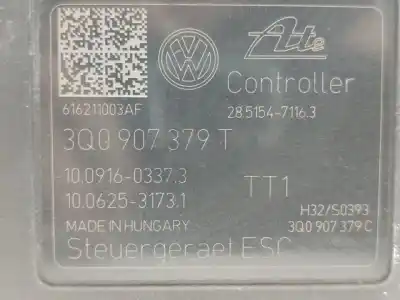 Ate
Controller
616211003AF
28.5154-7116.3
3Q0 907 379 T
10.0916-0337.3
TT1
10.0625-3173.1
H32/S0393
MADE IN HUNGARY
3Q0 907 379 C
Steuergeraet ESC